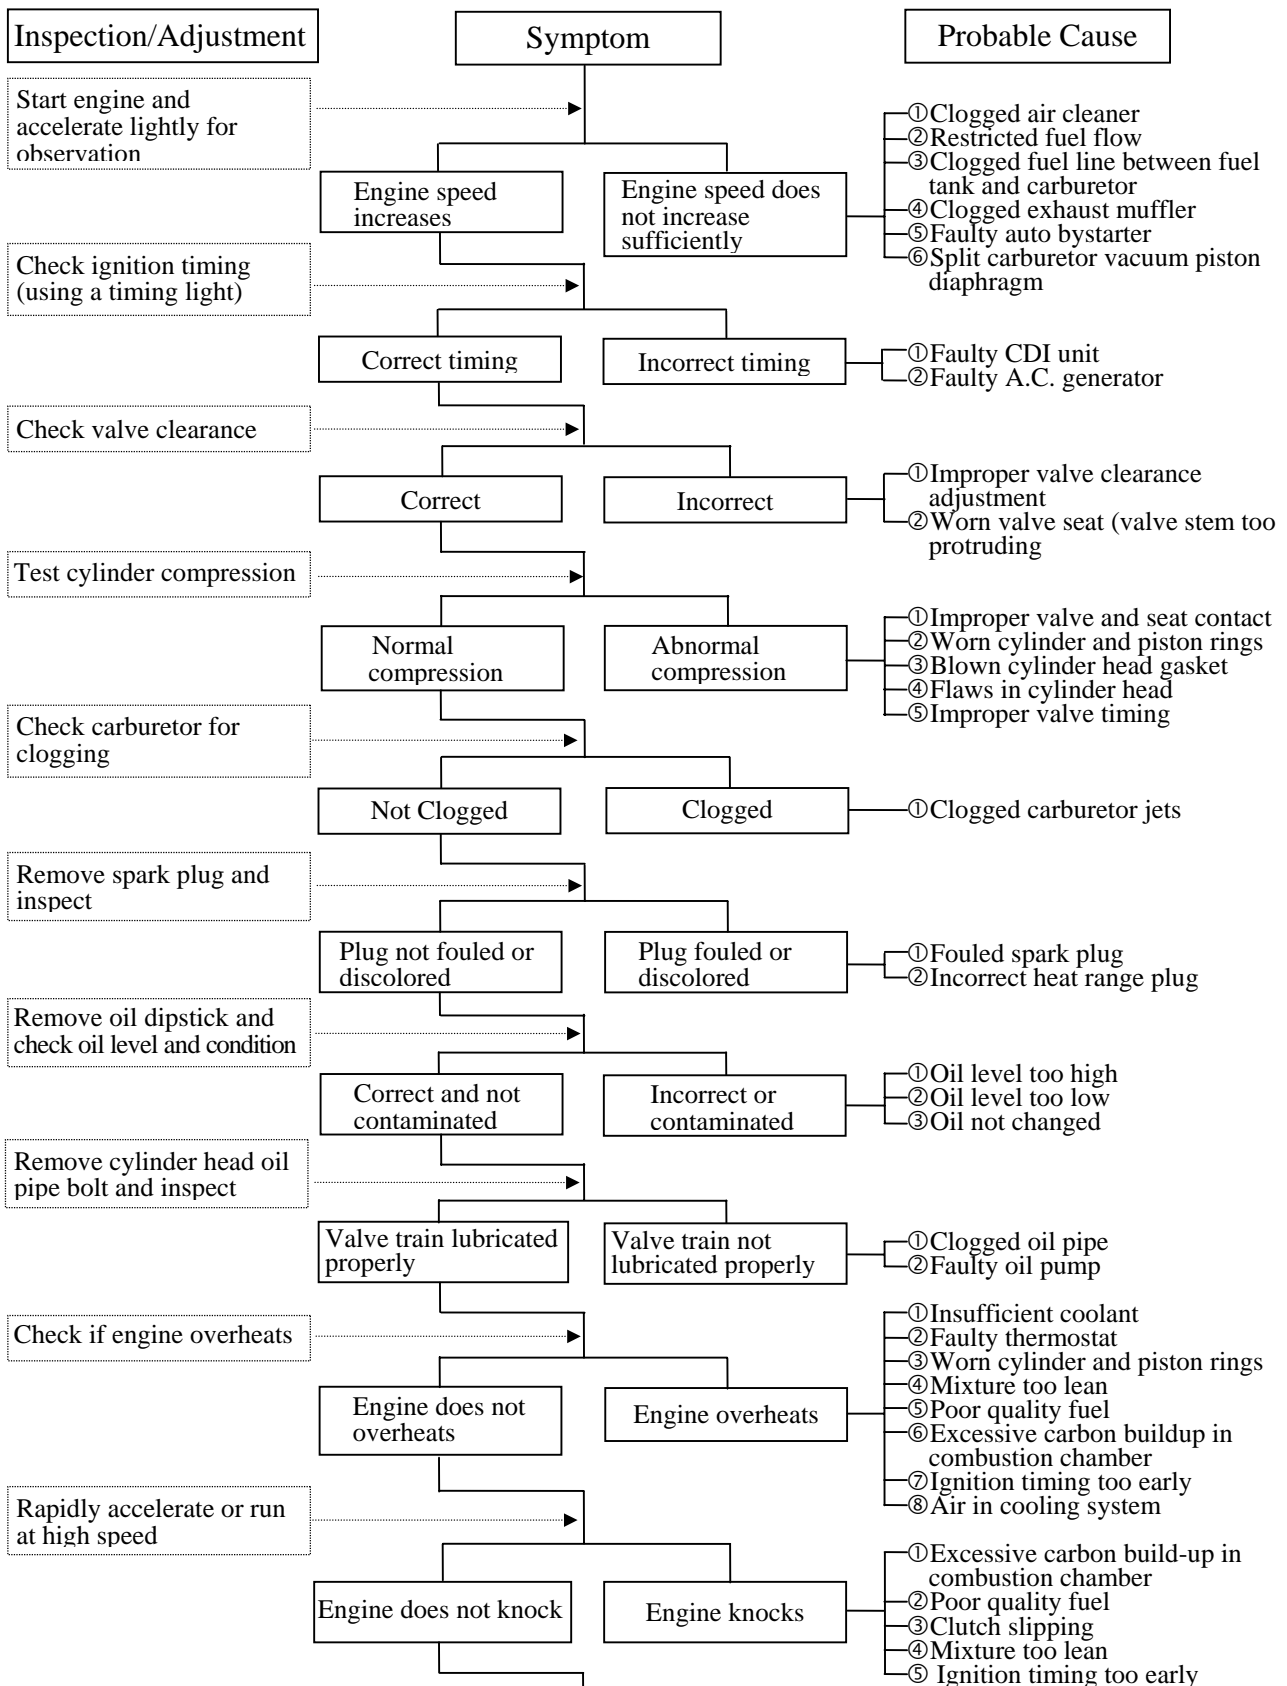 Inspection/Adjustment
Symptom
Probable Cause
Start engine and
accelerate lightly for
observation
Engine speed
increases
Engine speed does
not increase
sufficiently
①Clogged air cleaner
②Restricted fuel flow
③Clogged fuel line between fuel
tank and carburetor
④Clogged exhaust muffler
⑤Faulty auto bystarter
⑥Split carburetor vacuum piston
diaphragm
Check ignition timing
(using a timing light)
Correct timing
Incorrect timing
①Faulty CDI unit
②Faulty A.C. generator
Check valve clearance
Correct
Incorrect
①Improper valve clearance
adjustment
②Worn valve seat (valve stem too
protruding
Test cylinder compression
Normal
compression
Abnormal
compression
①Improper valve and seat contact
②Worn cylinder and piston rings
③Blown cylinder head gasket
④Flaws in cylinder head
⑤Improper valve timing
Check carburetor for
clogging
Not Clogged
Clogged
①Clogged carburetor jets
Remove spark plug and
inspect
Plug not fouled or
discolored
Plug fouled or
discolored
①Fouled spark plug
②Incorrect heat range plug
Remove oil dipstick and
check oil level and condition
Correct and not
contaminated
Incorrect or
contaminated
①Oil level too high
②Oil level too low
③Oil not changed
Remove cylinder head oil
pipe bolt and inspect
Valve train lubricated
properly
Valve train not
lubricated properly
①Clogged oil pipe
②Faulty oil pump
Check if engine overheats
Engine does not
overheats
Engine overheats
①Insufficient coolant
②Faulty thermostat
③Worn cylinder and piston rings
④Mixture too lean
⑤Poor quality fuel
⑥Excessive carbon buildup in
combustion chamber
⑦Ignition timing too early
⑧Air in cooling system
Rapidly accelerate or run
at high speed
Engine does not knock
Engine knocks
①Excessive carbon build-up in
combustion chamber
②Poor quality fuel
③Clutch slipping
④Mixture too lean
⑤ Ignition timing too early